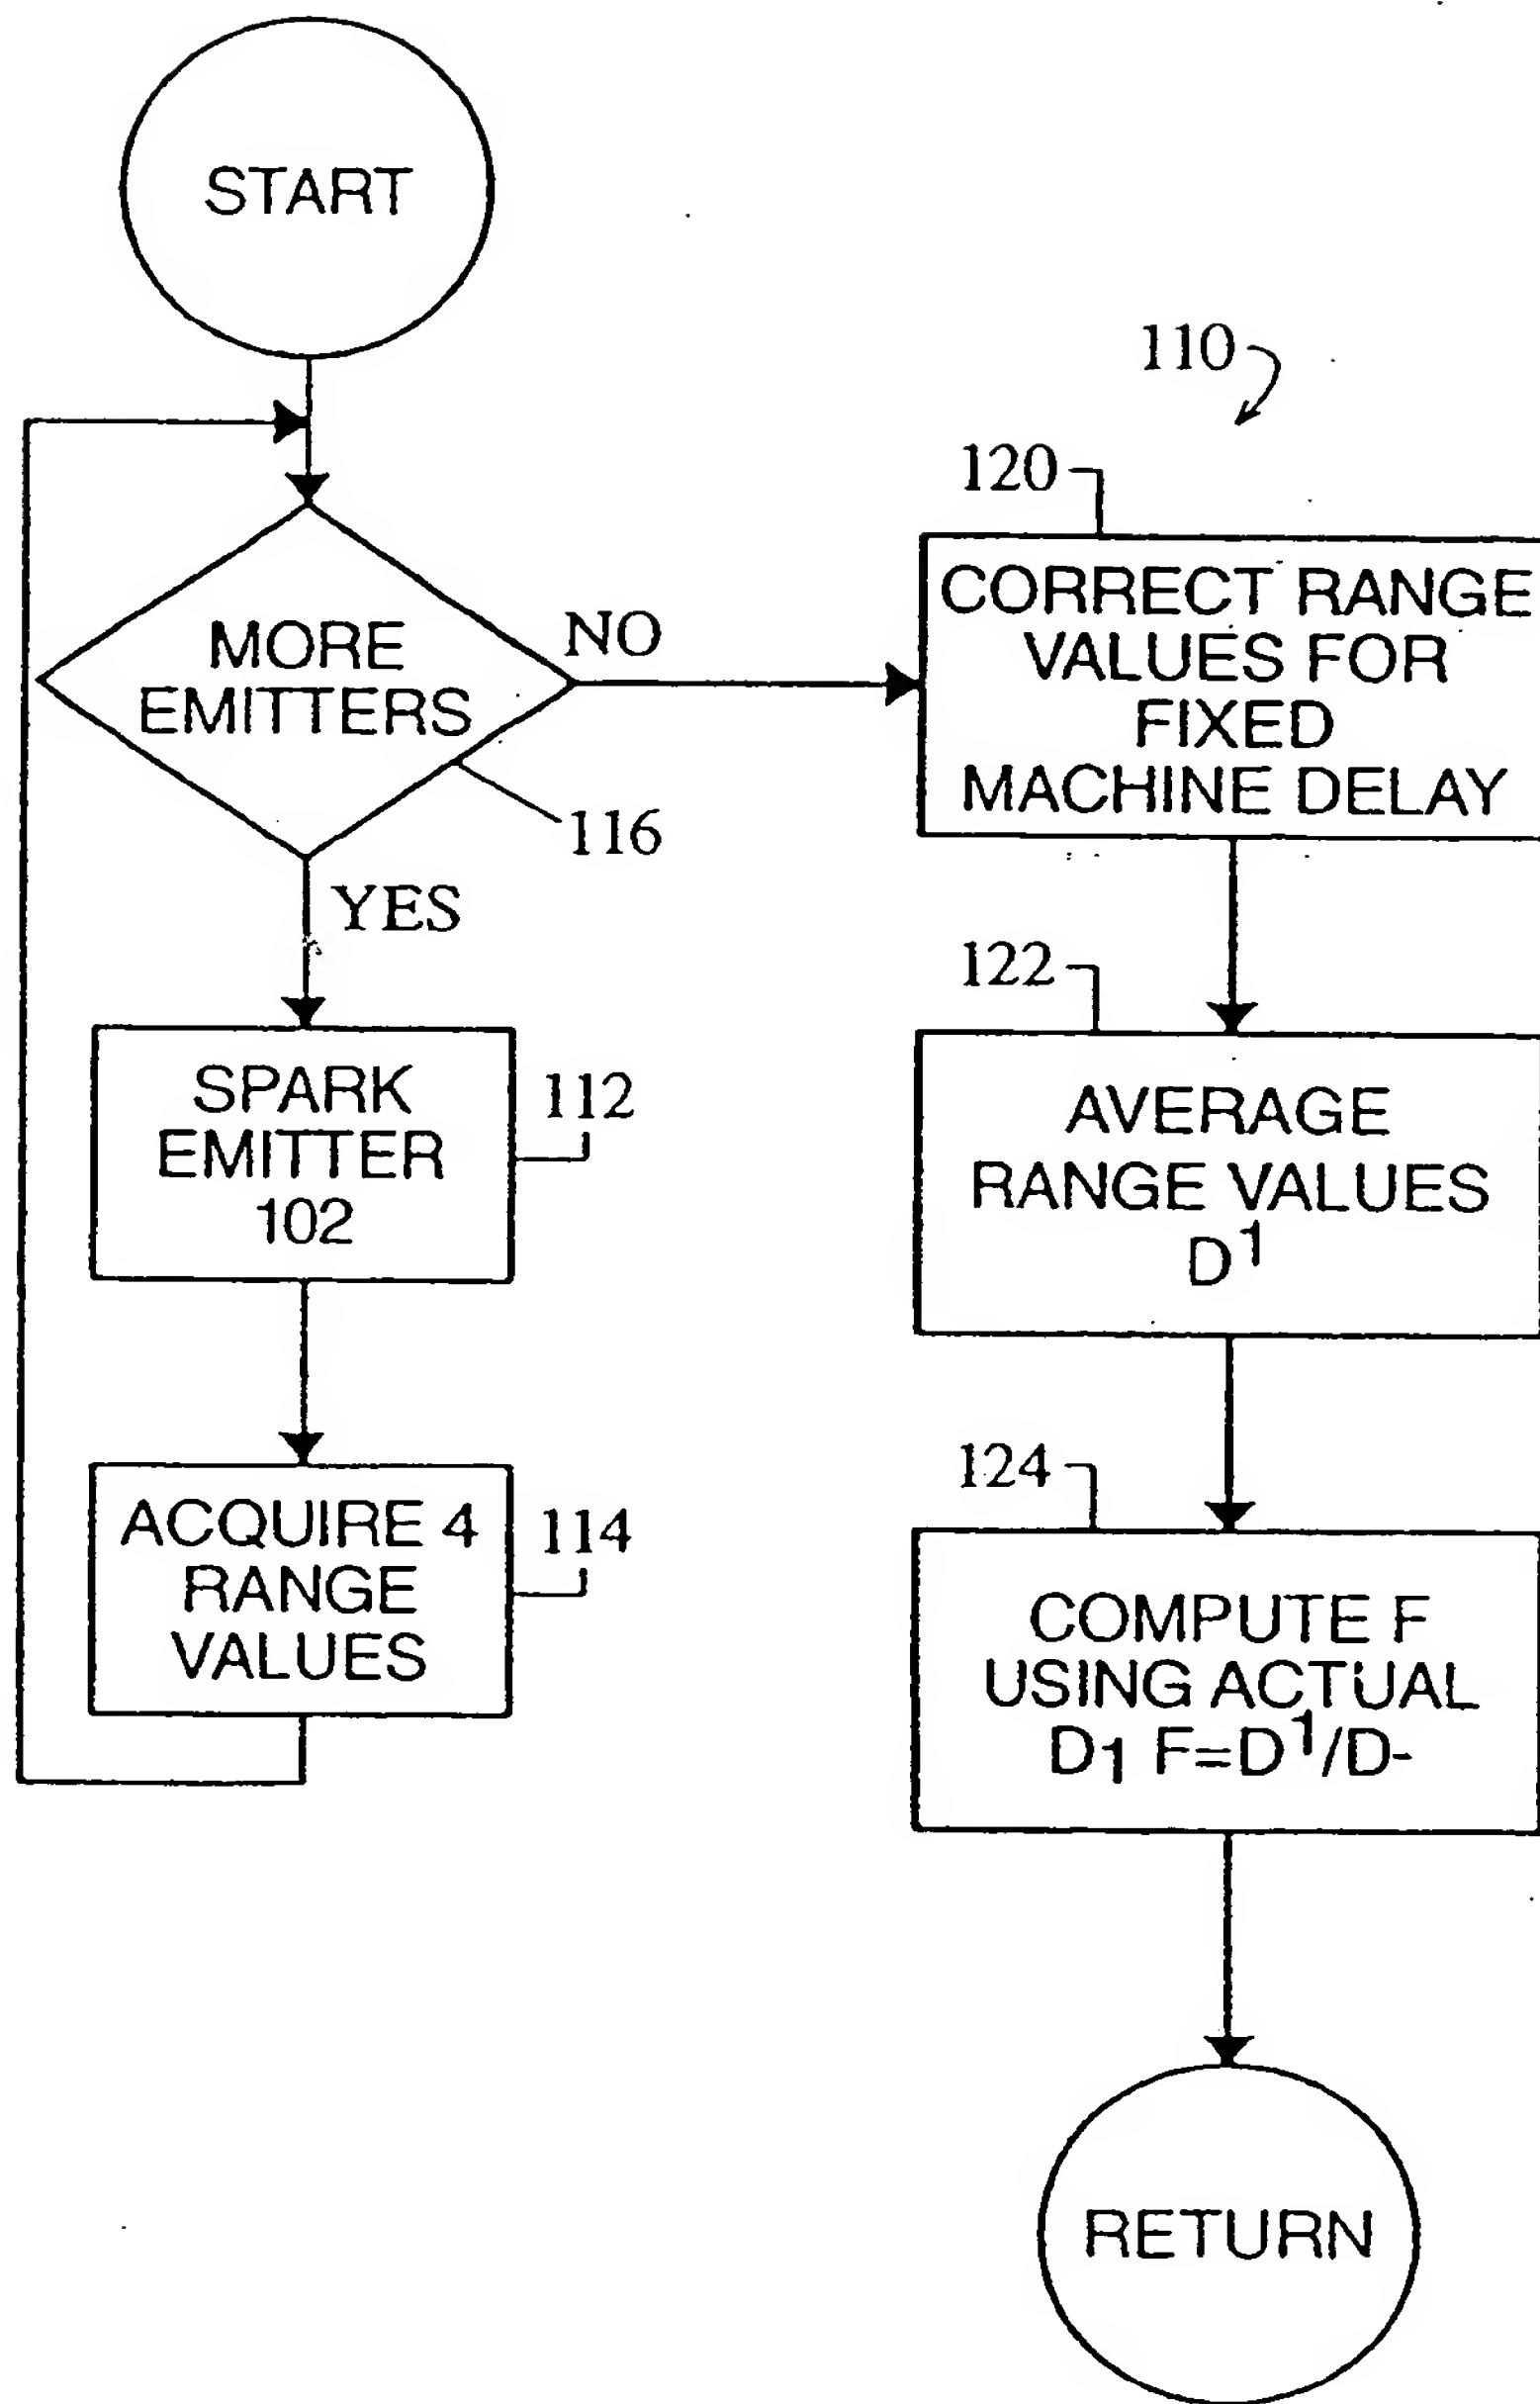 START
MORE
EMITTERS
NO
116
YES
SPARK
EMITTER
102
112
ACQUIRE 4
RANGE
VALUES
114
110
120
CORRECT RANGE
VALUES FOR
FIXED
MACHINE DELAY
122
AVERAGE
RANGE VALUES
D¹
124
COMPUTE F
USING ACTUAL
D₁ F=D¹/D-
RETURN